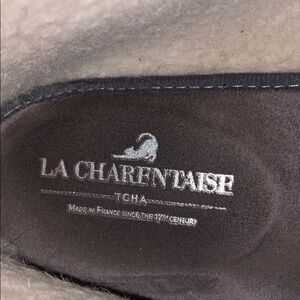 LA CHARENTAISE
TCHA
MADE IN FRANCE SINCE THE 17TH CENTURY